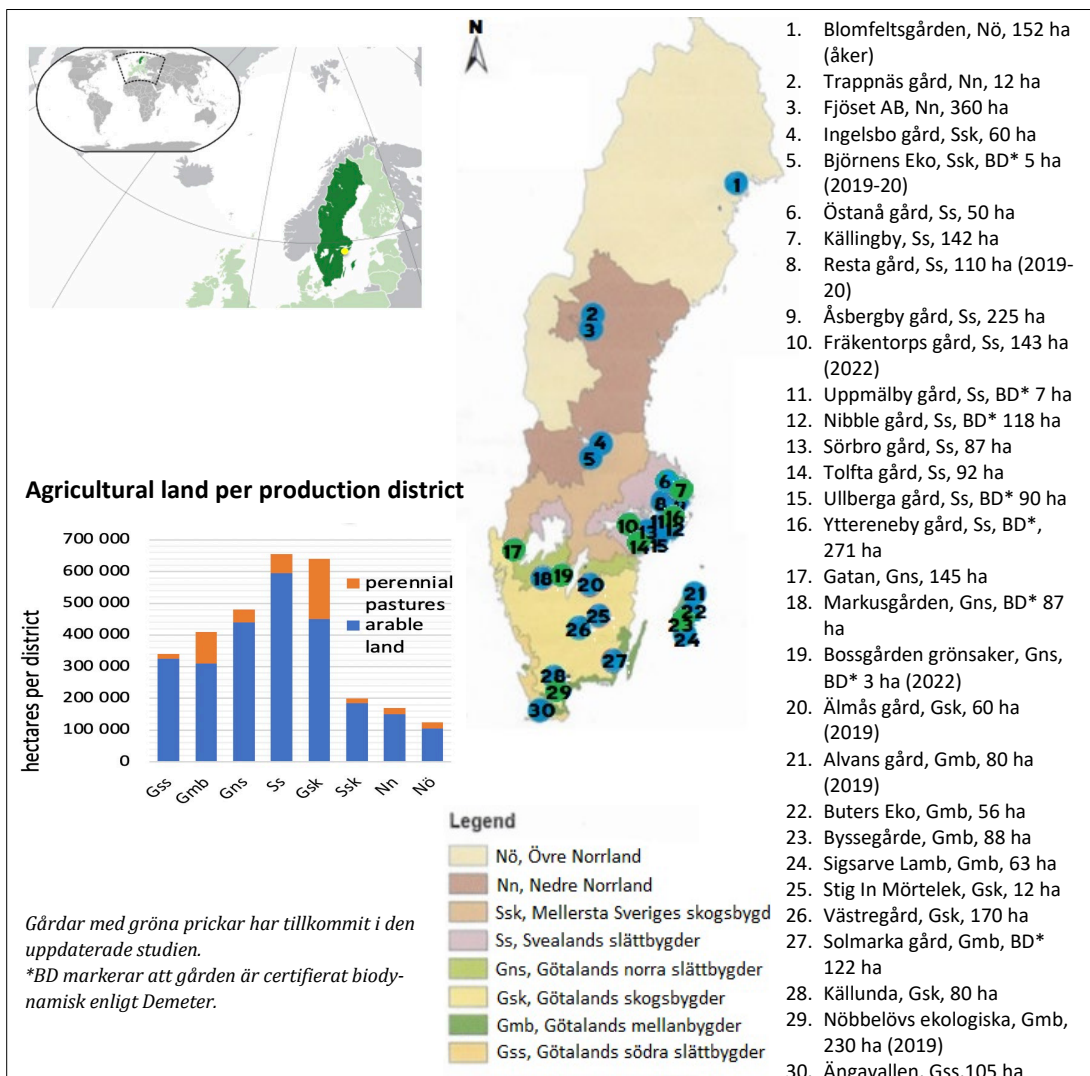 N
1
2
3
4
5
6
7
8
10
11
16
13
12
14
15
17
18
19
20
21
22
23
24
25
26
27
28
29
30
Agricultural land per production district
hectares per district
700 000
600 000
500 000
400 000
300 000
200 000
100 000
0
perennial
pastures
arable
land
Gss
Gmb
Gns
Ss
Gsk
Ssk
Nn
Nö
Gårdar med gröna prickar har tillkommit i den
uppdaterade studien.
*BD markerar att gården är certifierat biody-
namisk enligt Demeter.
Legend
Nö, Övre Norrland
Nn, Nedre Norrland
Ssk, Mellersta Sveriges skogsbygd
Ss, Svealands slättbygder
Gns, Götalands norra slättbygder
Gsk, Götalands skogsbygder
Gmb, Götalands mellanbygder
Gss, Götalands södra slättbygder
1. Blomfeltsgården, Nö, 152 ha
(åker)
2. Trappnäs gård, Nn, 12 ha
3. Fjöset AB, Nn, 360 ha
4. Ingelsbo gård, Ssk, 60 ha
5. Björnens Eko, Ssk, BD* 5 ha
(2019-20)
6. Östanå gård, Ss, 50 ha
7. Källingby, Ss, 142 ha
8. Resta gård, Ss, 110 ha (2019-
20)
9. Åsbergby gård, Ss, 225 ha
10. Fräkentorps gård, Ss, 143 ha
(2022)
11. Uppmälby gård, Ss, BD* 7 ha
12. Nibble gård, Ss, BD* 118 ha
13. Sörbro gård, Ss, 87 ha
14. Tolfta gård, Ss, 92 ha
15. Ullberga gård, Ss, BD* 90 ha
16. Yttereneby gård, Ss, BD*,
271 ha
17. Gatan, Gns, 145 ha
18. Markusgården, Gns, BD* 87
ha
19. Bossgården grönsaker, Gns,
BD* 3 ha (2022)
20. Älmås gård, Gsk, 60 ha
(2019)
21. Alvans gård, Gmb, 80 ha
(2019)
22. Buters Eko, Gmb, 56 ha
23. Byssegårde, Gmb, 88 ha
24. Sigsarve Lamb, Gmb, 63 ha
25. Stig In Mörtelek, Gsk, 12 ha
26. Västregård, Gsk, 170 ha
27. Solmarka gård, Gmb, BD*
122 ha
28. Källunda, Gsk, 80 ha
29. Nöbbelövs ekologiska, Gmb,
230 ha (2019)
30. Ängavallen, Gss,105 ha